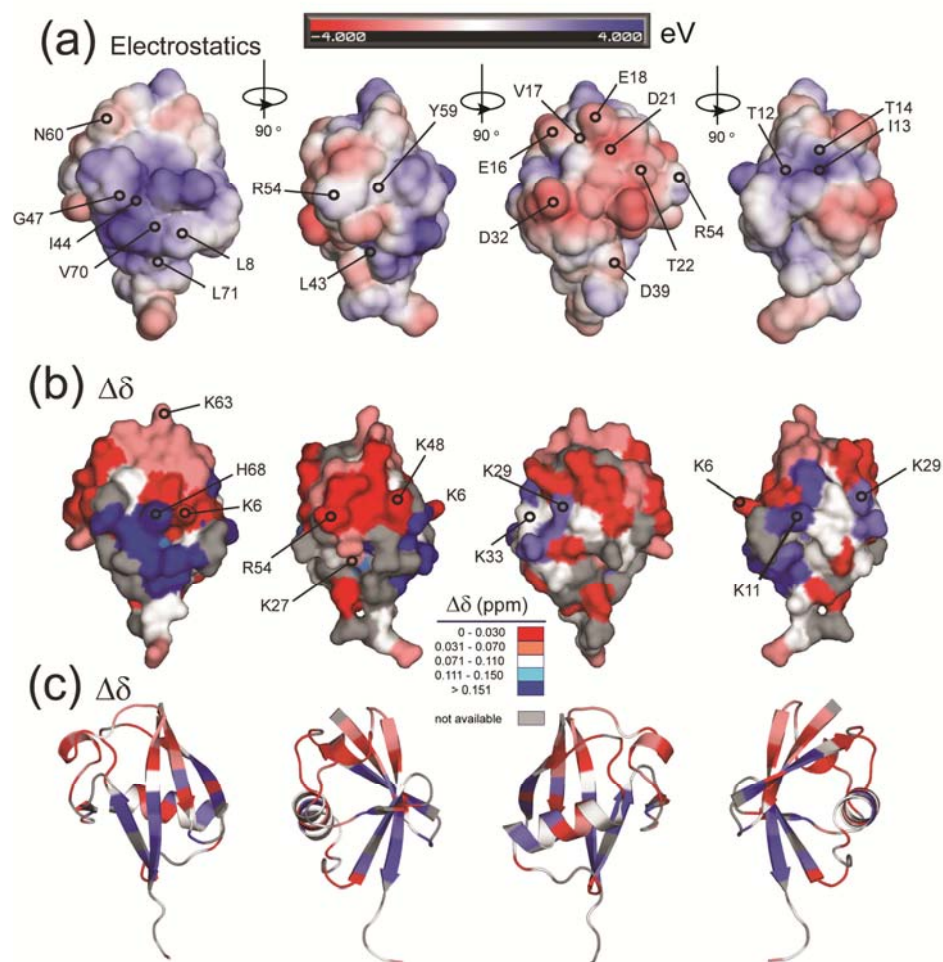 (a) Electrostatics
-4.000 4.000 eV
90 °
90 °
90 °
N60
G47
I44
V70
L71
L8
Y59
R54
L43
V17
E18
D21
E16
D32
R54
T22
D39
T12
T14
I13
(b) Δδ
K63
H68
K6
K48
R54
K27
K6
K29
K33
K6
K29
K11
Δδ (ppm)
0 - 0.030
0.031 - 0.070
0.071 - 0.110
0.111 - 0.150
> 0.151
not available
(c) Δδ